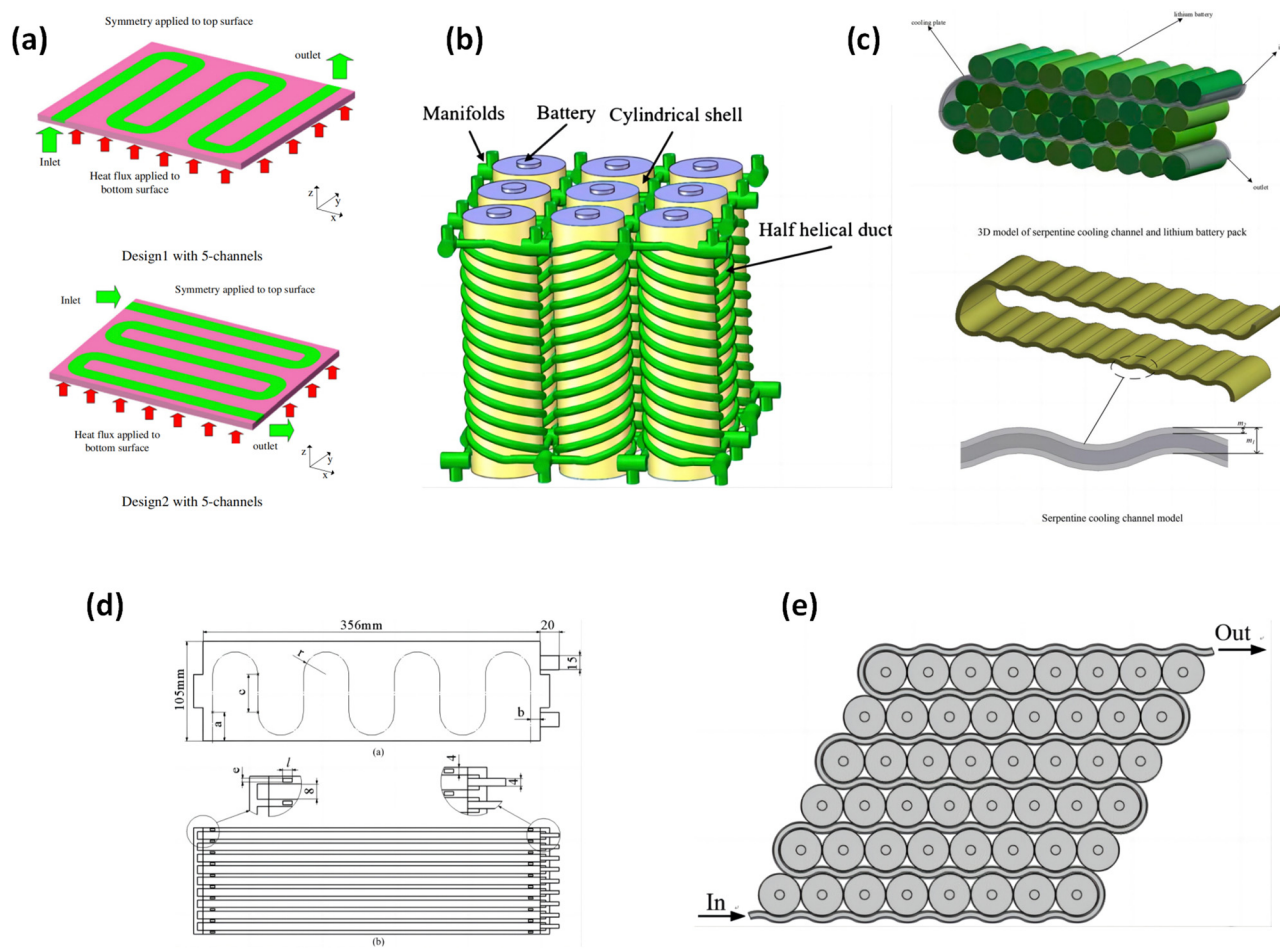 (a)
Symmetry applied to top surface
outlet
Inlet
Heat flux applied to
bottom surface
z
y
x
Design1 with 5-channels
Symmetry applied to top surface
Inlet
Heat flux applied to
bottom surface
outlet
z
y
x
Design2 with 5-channels
(b)
Manifolds
Battery
Cylindrical shell
Half helical duct
(c)
lithium battery
cooling plate
outlet
3D model of serpentine cooling channel and lithium battery pack
m₂
m₁
Serpentine cooling channel model
(d)
356mm
20
15
105mm
r
c
a
b
(a)
e
l
8
4
4
(b)
(e)
Out
In